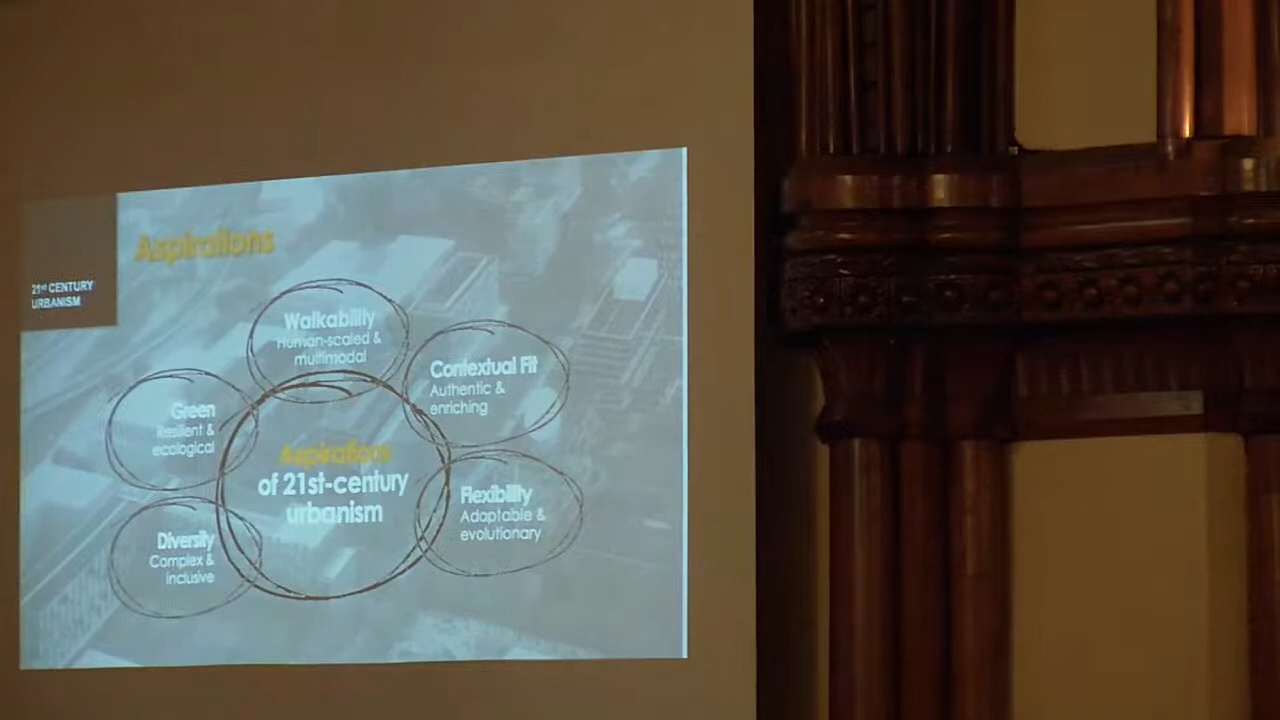 Aspirations
21st CENTURY
URBANISM
Walkability
Human-scaled &
multimodal
Contextual Fit
Authentic &
enriching
Green
Resilient &
ecological
Aspirations
of 21st-century
urbanism
Flexibility
Adaptable &
evolutionary
Diversity
Complex &
inclusive